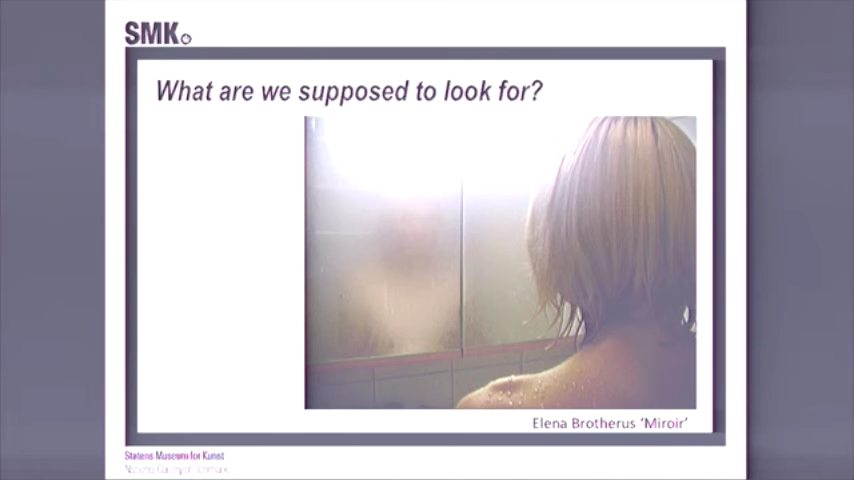 SMK
What are we supposed to look for?
Elena Brotherus ‘Miroir’
Statens Museum for Kunst